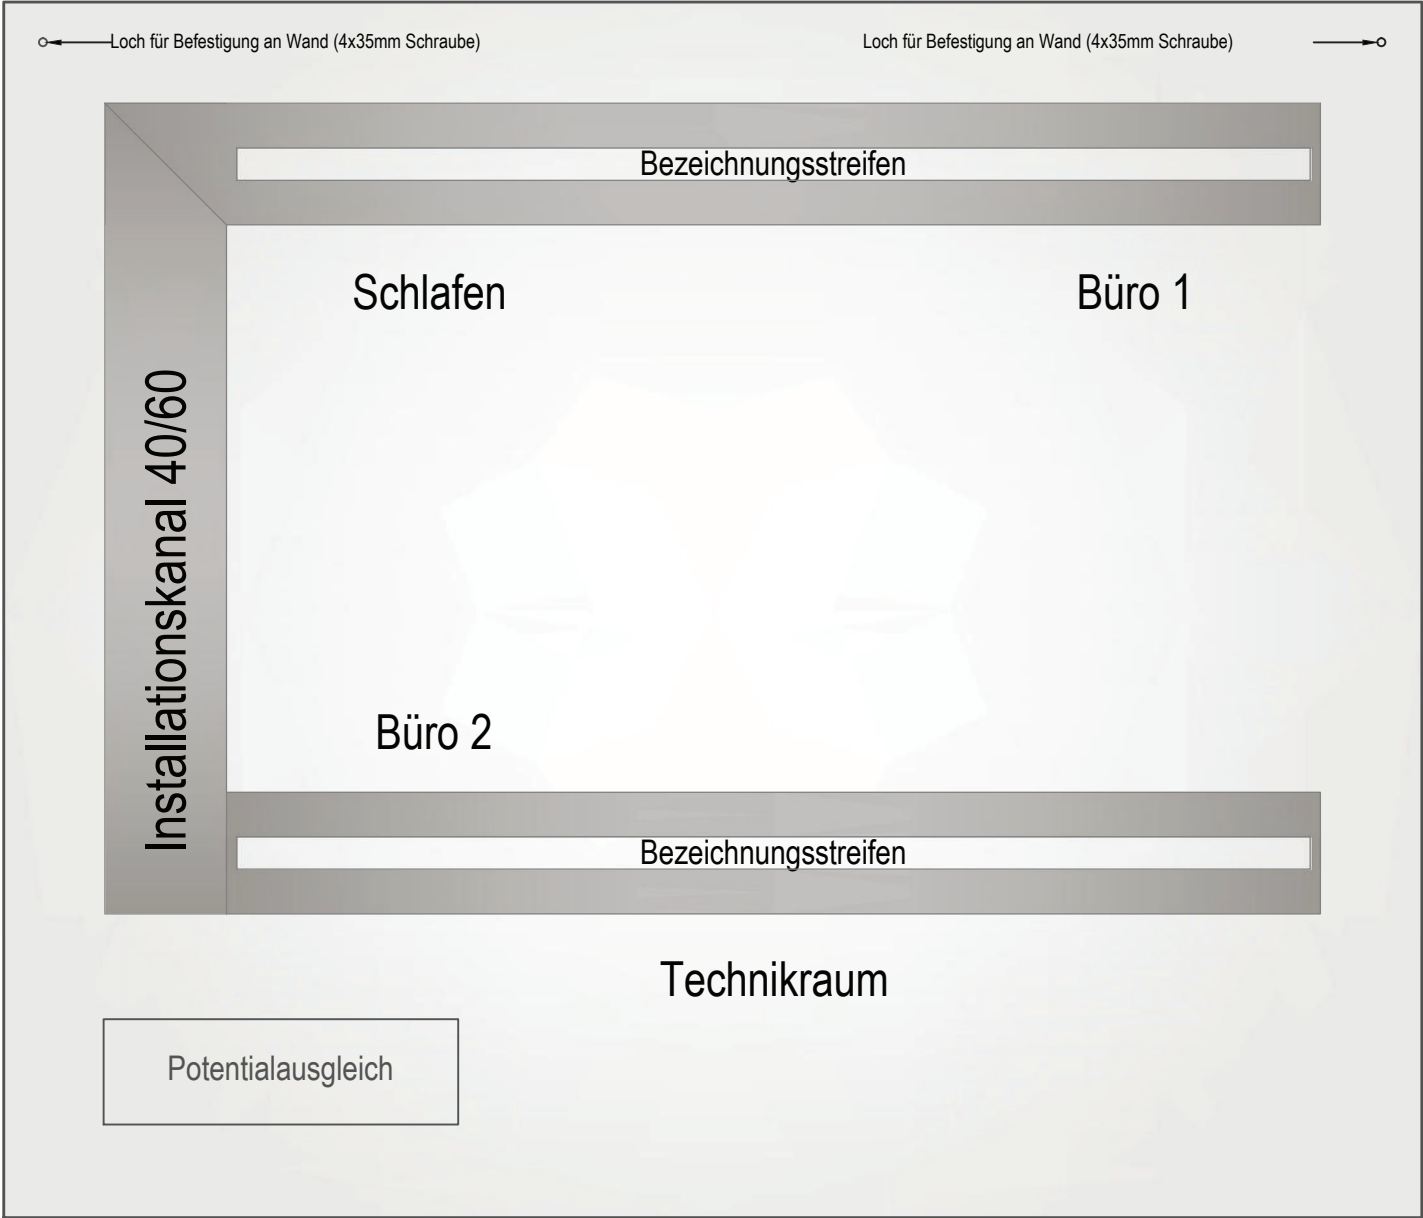 Loch für Befestigung an Wand (4x35mm Schraube)
Loch für Befestigung an Wand (4x35mm Schraube)
Bezeichnungsstreifen
Schlafen
Büro 1
Installationskanal 40/60
Büro 2
Bezeichnungsstreifen
Technikraum
Potentialausgleich